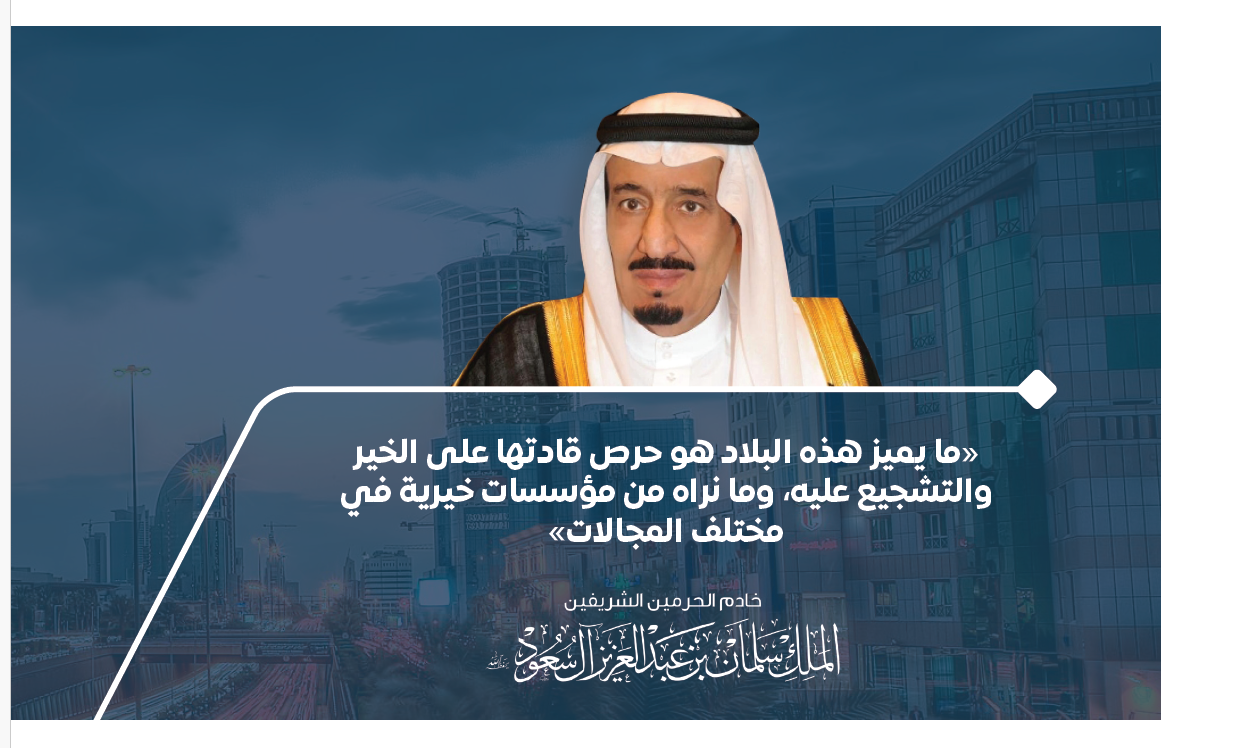 «ما يميز هذه البلاد هو حرص قادتها على الخير
والتشجيع عليه، وما نراه من مؤسسات خيرية في
مختلف المجالات»
خادم الحرمين الشريفين
الملك سلمان بن عبدالعزيز آل سعود